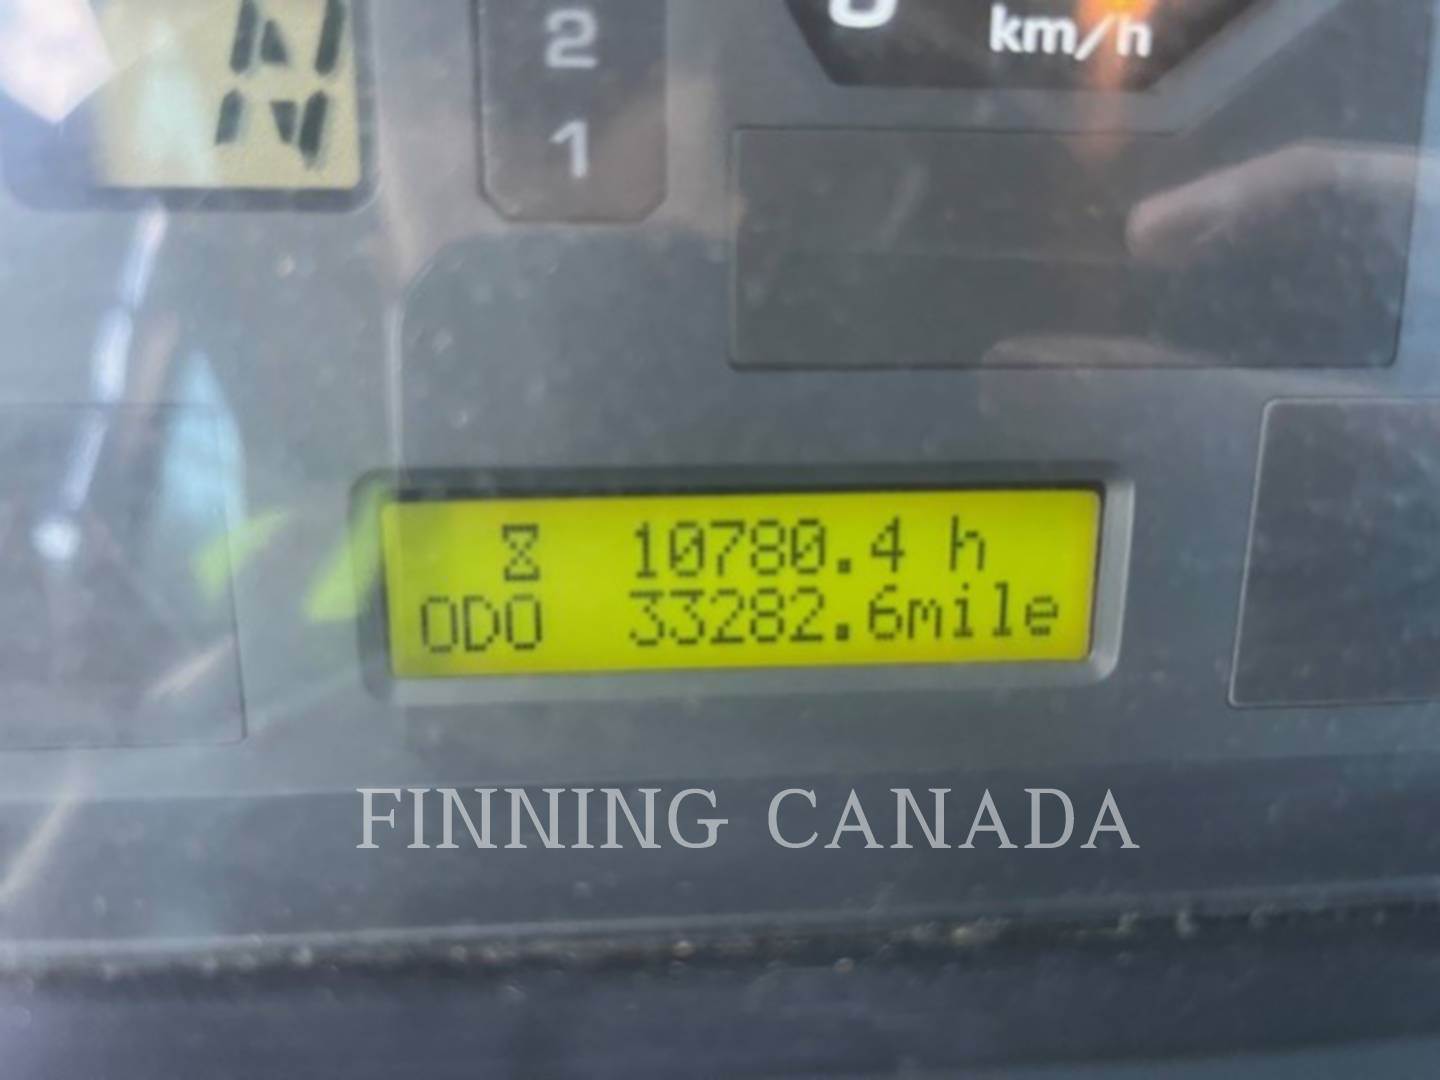 N
2
1
km/h
10780.4 h
ODO 33282.6mile
FINNING CANADA